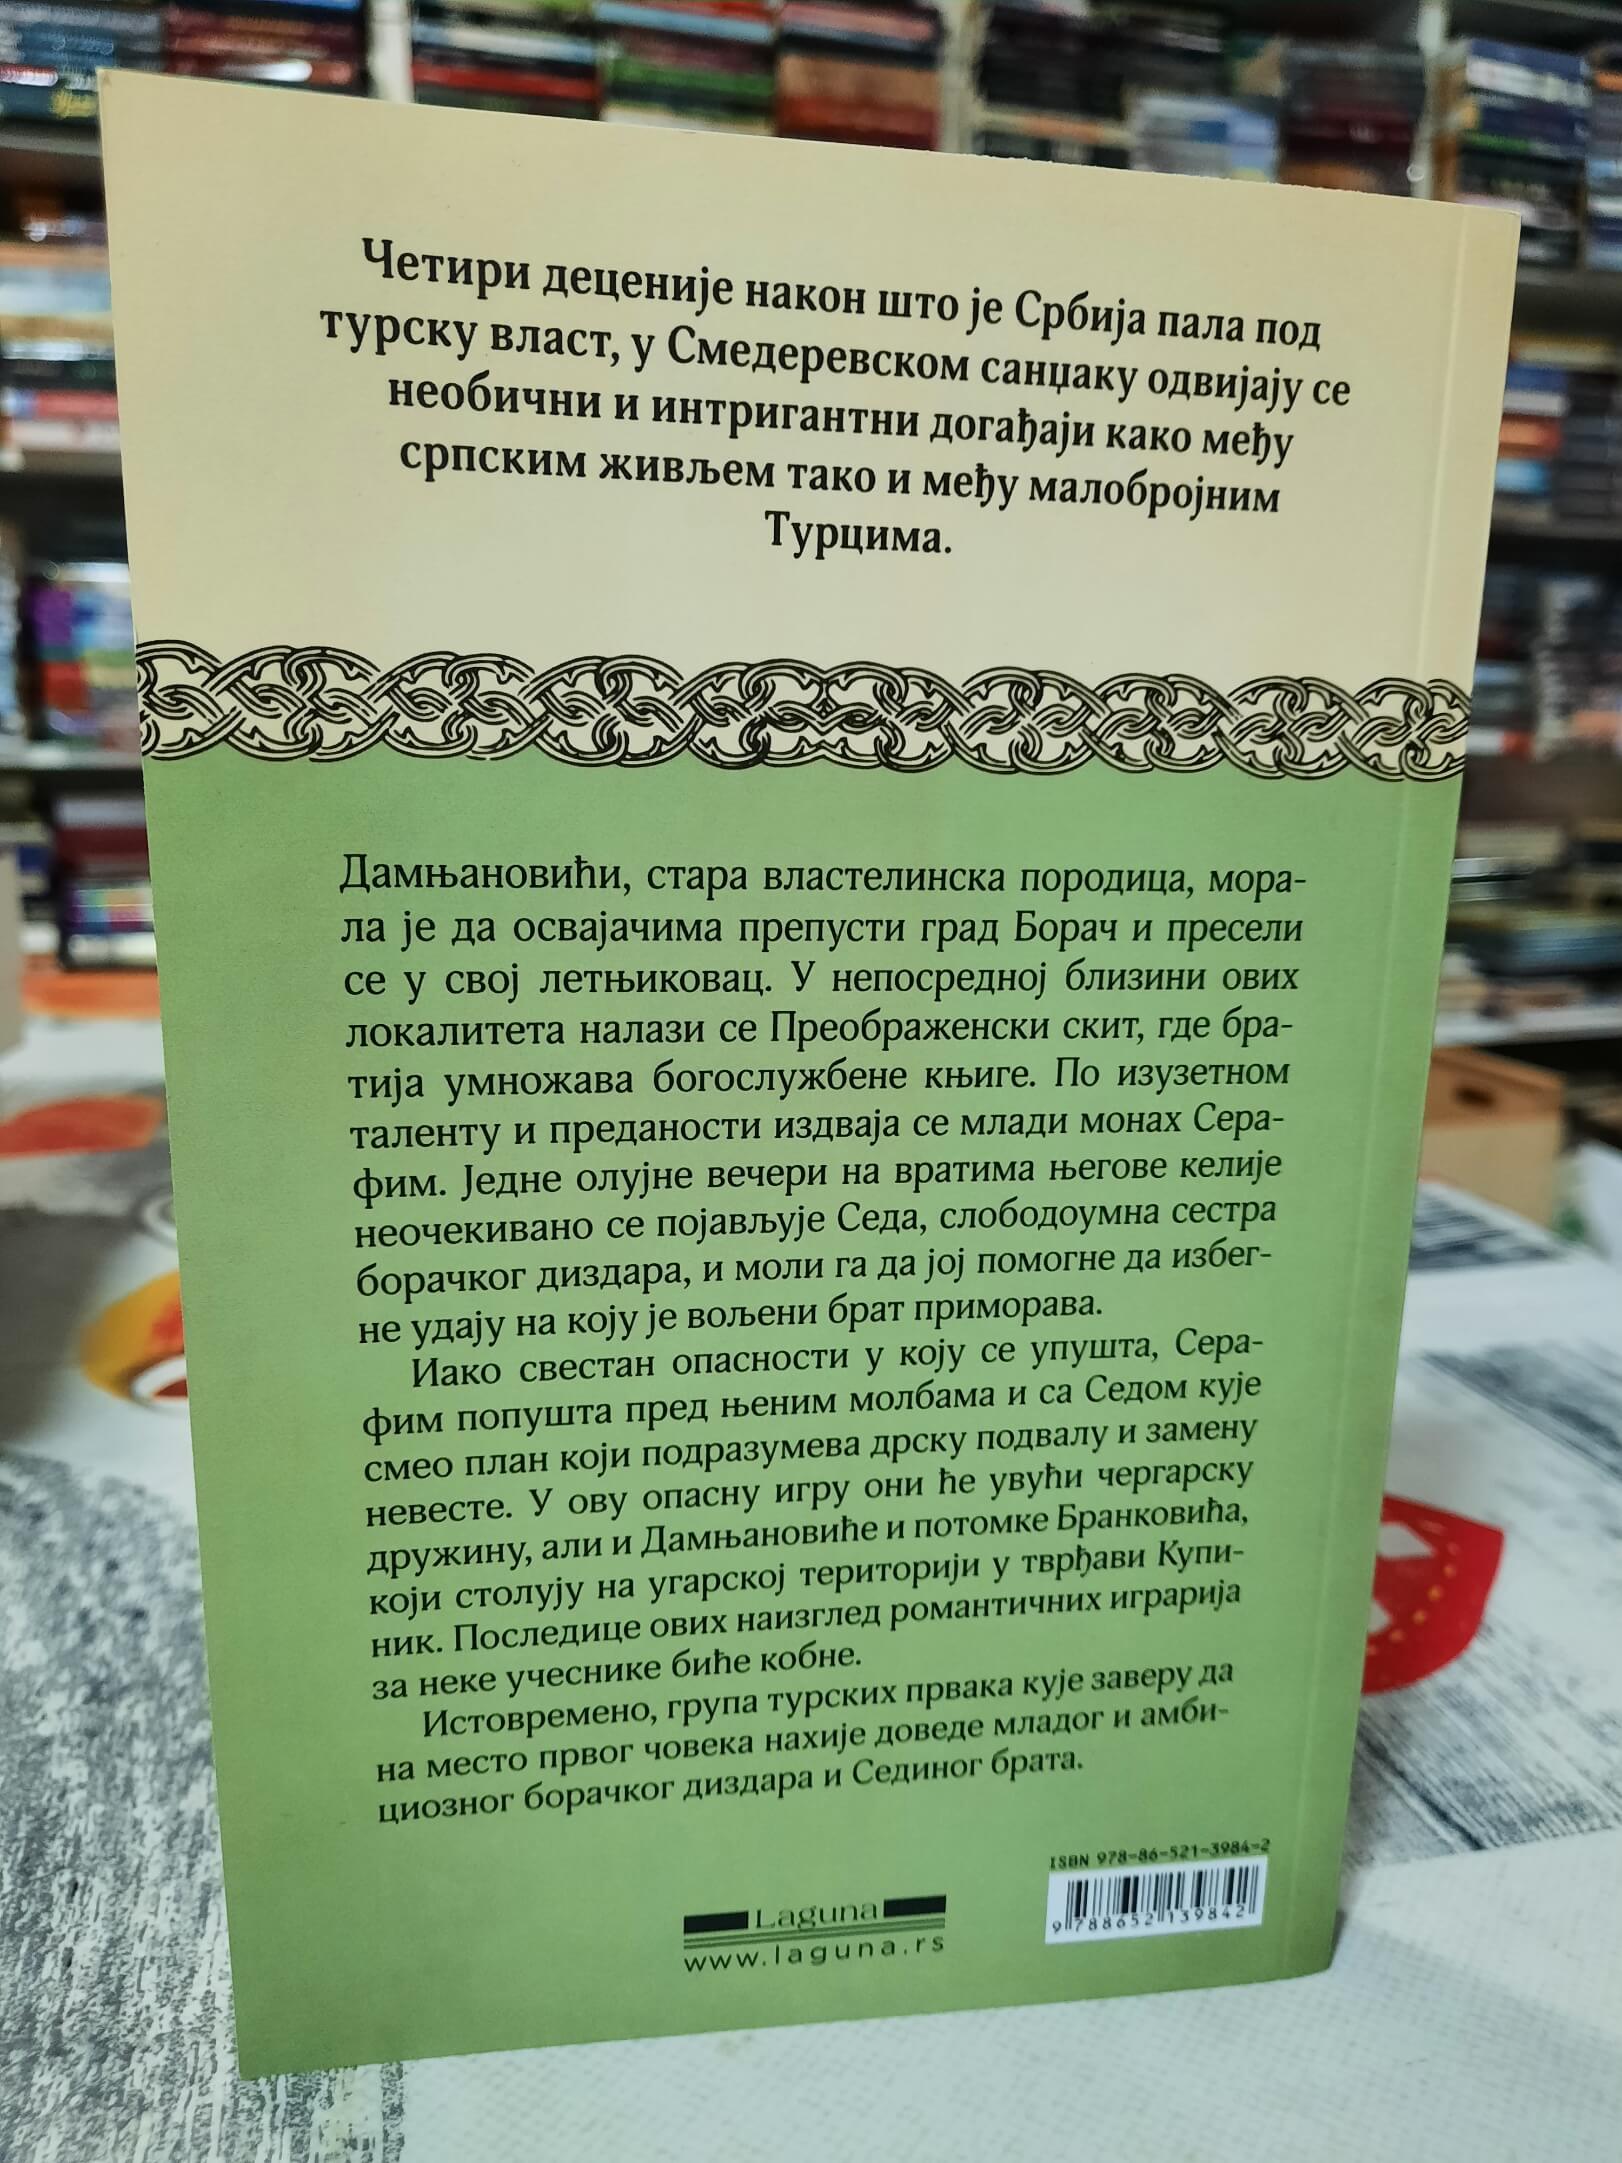 Четири деценије након што је Србија пала под
турску власт, у Смедеревском санџаку одвијају се
необични и интригантни догађаји како међу
српским живљем тако и међу малобројним
Турцима.
Дамњановићи, стара властелинска породица, мора-
ла је да освајачима препусти град Борач и пресели
се у свој летњиковац. У непосредној близини ових
локалитета налази се Преображенски скит, где бра-
тија умножава богослужбене књиге. По изузетном
таленту и преданости издваја се млади монах Сера-
фим. Једне олујне вечери на вратима његове келије
неочекивано се појављује Седа, слободоумна сестра
борачког диздара, и моли га да јој помогне да избег-
не удају на коју је вољени брат приморава.
Иако свестан опасности у коју се упушта, Сера-
фим попушта пред њеним молбама и са Седом кује
смео план који подразумева дрску подвалу и замену
невесте. У ову опасну игру они ће увући чергарску
дружину, али и Дамњановиће и потомке Бранковића,
који столују на угарској територији у тврђави Купи-
ник. Последице ових наизглед романтичних играрија
за неке учеснике биће кобне.
Истовремено, група турских првака кује заверу да
на место првог човека нахије доведе младог и амби-
циозног борачког диздара и Сединог брата.
ISBN 978-86-521-3984-2
9 788652 139842
Laguna
www.laguna.rs